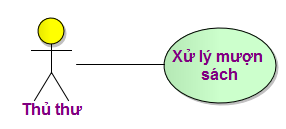 Xử lý mượn
sách
Thủ thư